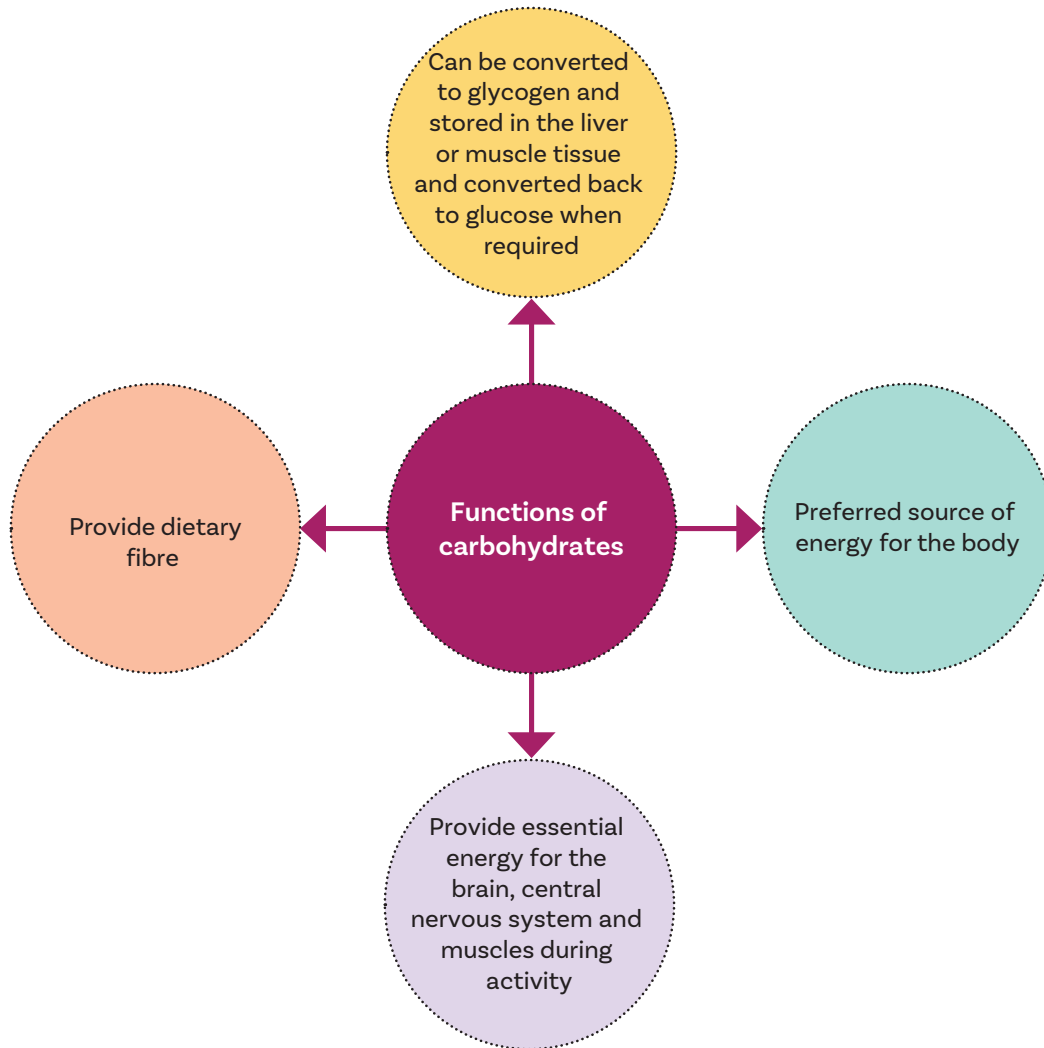 Can be converted
to glycogen and
stored in the liver
or muscle tissue
and converted back
to glucose when
required
Provide dietary
fibre
Functions of
carbohydrates
Preferred source of
energy for the body
Provide essential
energy for the
brain, central
nervous system and
muscles during
activity